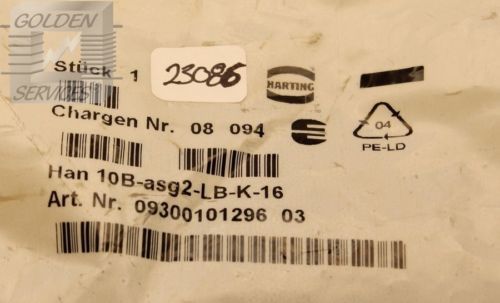 GOLDEN
SERVICES
Stück 1
23086
HARTING
Chargen Nr. 08 094
04
PE-LD
Han 10B-asg2-LB-K-16
Art. Nr. 09300101296 03